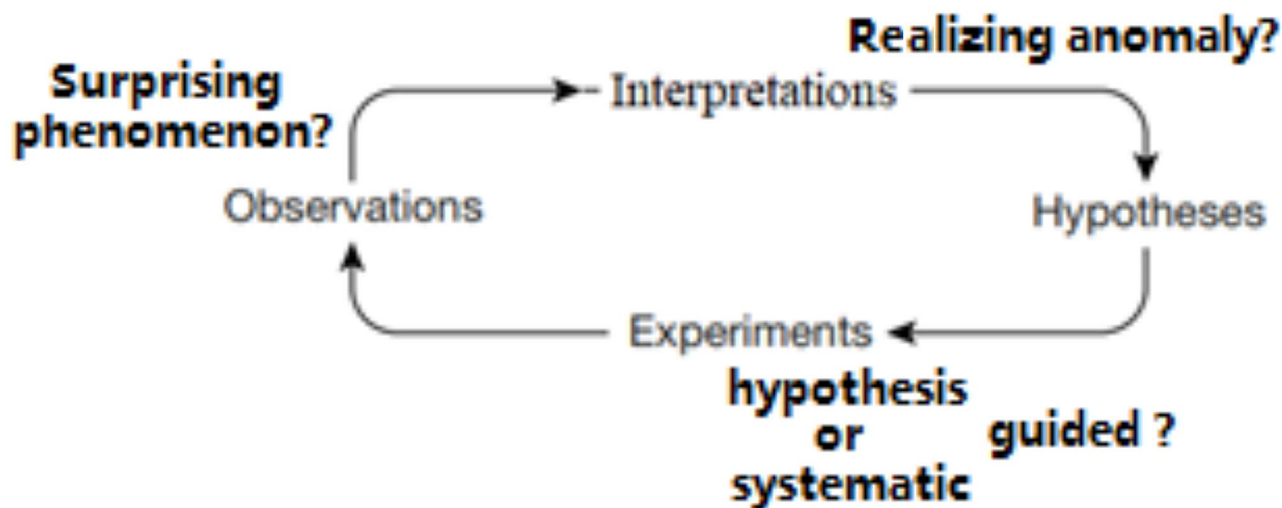 Realizing anomaly?
Surprising
phenomenon?
Interpretations
Observations
Hypotheses
Experiments
hypothesis
or guided ?
systematic